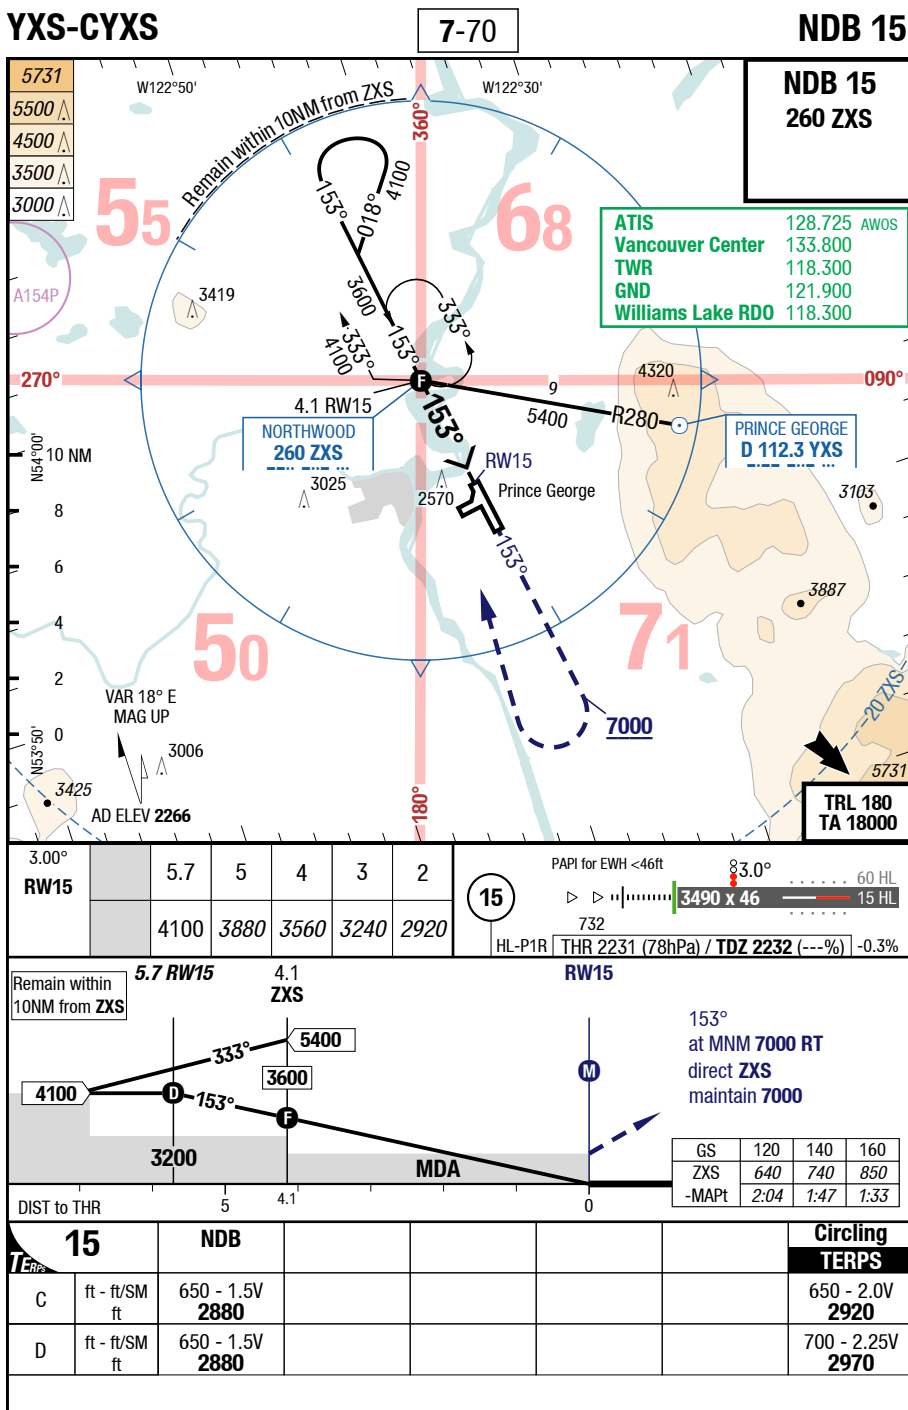 YXS-CYXS
7-70
NDB 15
5731
5500
4500
3500
3000
W122°50'
W122°30'
NDB 15
260 ZXS
Remain within 10NM from ZXS
360°
55
68
ATIS 128.725 AWOS
Vancouver Center 133.800
TWR 118.300
GND 121.900
Williams Lake RDO 118.300
153°
018°
4100
A154P
3419
3600
153°
333°
333°
4100
270°
090°
F
4.1 RW15
9
5400
R280
4320
NORTHWOOD
260 ZXS
PRINCE GEORGE
D 112.3 YXS
153°
N54°00'
10 NM
RW15
3025
2570
Prince George
3103
8
153°
6
3887
4
50
71
2
VAR 18° E
MAG UP
20 ZXS
0
7000
N53°50'
3006
5731
3425
180°
AD ELEV 2266
TRL 180
TA 18000
3.00°
RW15
5.7 5 4 3 2
4100 3880 3560 3240 2920
15
PAPI for EWH <46ft
3.0°
60 HL
3490 x 46
15 HL
732
HL-P1R
THR 2231 (78hPa) / TDZ 2232 (---%)
-0.3%
Remain within
10NM from ZXS
5.7 RW15
4.1
ZXS
RW15
153°
at MNM 7000 RT
direct ZXS
maintain 7000
333°
5400
3600
M
4100
D
153°
F
3200
MDA
GS 120 140 160
ZXS 640 740 850
-MAPt 2:04 1:47 1:33
DIST to THR
5
4.1
0
TERPS
15
NDB
Circling
TERPS
C ft - ft/SM 650 - 1.5V 650 - 2.0V
ft 2880 2920
D ft - ft/SM 650 - 1.5V 700 - 2.25V
ft 2880 2970